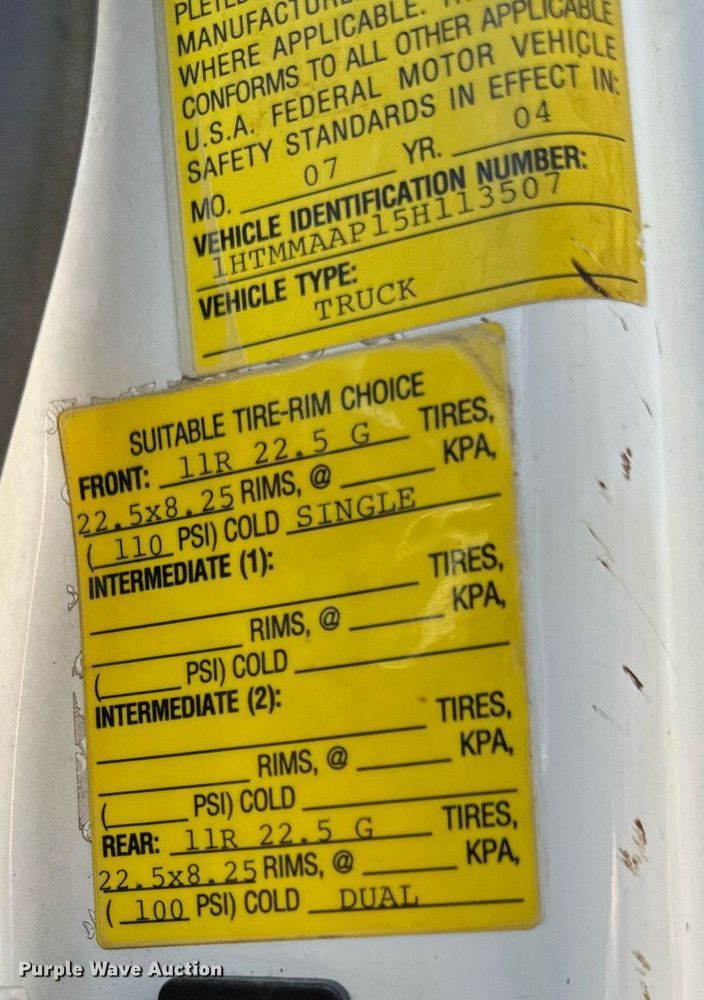 MANUFACTURE
WHERE APPLICABLE.
CONFORMS TO ALL OTHER APPLICABLE
U.S.A. FEDERAL MOTOR VEHICLE
SAFETY STANDARDS IN EFFECT IN:
MO. 07 YR. 04
VEHICLE IDENTIFICATION NUMBER:
1HTMMAAP15H113507
VEHICLE TYPE:
TRUCK
SUITABLE TIRE-RIM CHOICE
FRONT: 11R 22.5 G TIRES,
22.5x8.25 RIMS, @ KPA,
( 110 PSI) COLD SINGLE
INTERMEDIATE (1):
TIRES,
RIMS, @ KPA,
( PSI) COLD
INTERMEDIATE (2):
TIRES,
RIMS, @ KPA,
( PSI) COLD
REAR: 11R 22.5 G TIRES,
22.5x8.25 RIMS, @ KPA,
( 100 PSI) COLD DUAL
Purple Wave Auction